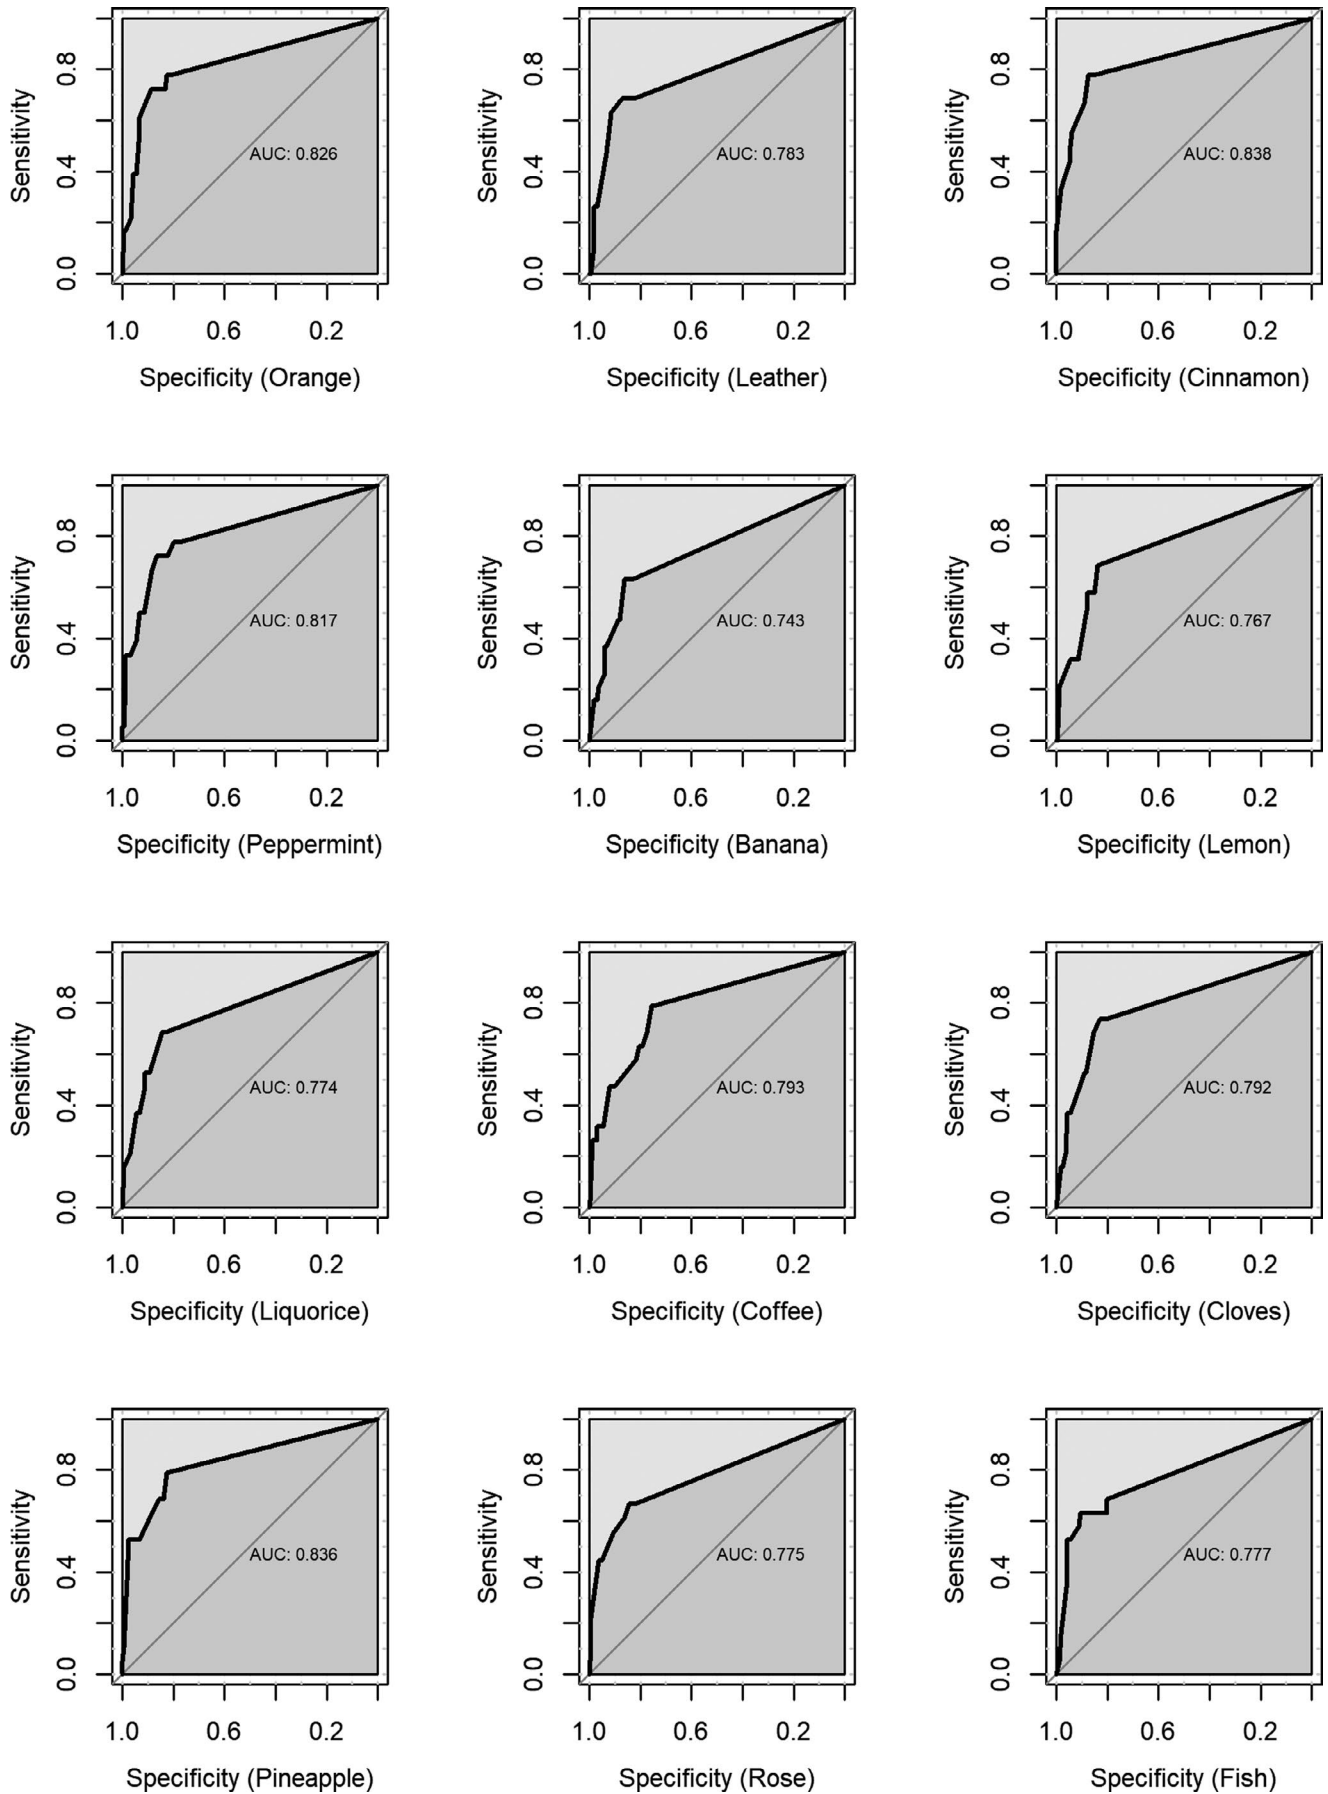 Sensitivity
0.8
0.4
0.0
AUC: 0.826
1.0 0.6 0.2
Specificity (Orange)
Sensitivity
0.8
0.4
0.0
AUC: 0.783
1.0 0.6 0.2
Specificity (Leather)
Sensitivity
0.8
0.4
0.0
AUC: 0.838
1.0 0.6 0.2
Specificity (Cinnamon)
Sensitivity
0.8
0.4
0.0
AUC: 0.817
1.0 0.6 0.2
Specificity (Peppermint)
Sensitivity
0.8
0.4
0.0
AUC: 0.743
1.0 0.6 0.2
Specificity (Banana)
Sensitivity
0.8
0.4
0.0
AUC: 0.767
1.0 0.6 0.2
Specificity (Lemon)
Sensitivity
0.8
0.4
0.0
AUC: 0.774
1.0 0.6 0.2
Specificity (Liquorice)
Sensitivity
0.8
0.4
0.0
AUC: 0.793
1.0 0.6 0.2
Specificity (Coffee)
Sensitivity
0.8
0.4
0.0
AUC: 0.792
1.0 0.6 0.2
Specificity (Cloves)
Sensitivity
0.8
0.4
0.0
AUC: 0.836
1.0 0.6 0.2
Specificity (Pineapple)
Sensitivity
0.8
0.4
0.0
AUC: 0.775
1.0 0.6 0.2
Specificity (Rose)
Sensitivity
0.8
0.4
0.0
AUC: 0.777
1.0 0.6 0.2
Specificity (Fish)